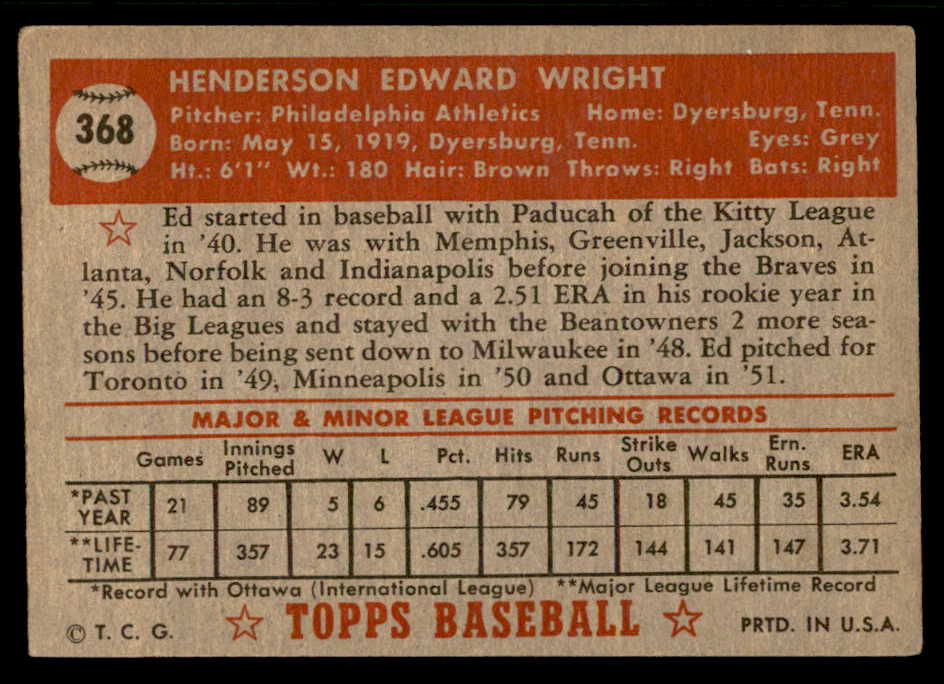 HENDERSON EDWARD WRIGHT
368
Pitcher: Philadelphia Athletics Home: Dyersburg, Tenn.
Born: May 15, 1919, Dyersburg, Tenn. Eyes: Grey
Ht.: 6'1" Wt.: 180 Hair: Brown Throws: Right Bats: Right
Ed started in baseball with Paducah of the Kitty League
in '40. He was with Memphis, Greenville, Jackson, At-
lanta, Norfolk and Indianapolis before joining the Braves in
'45. He had an 8-3 record and a 2.51 ERA in his rookie year in
the Big Leagues and stayed with the Beantowners 2 more sea-
sons before being sent down to Milwaukee in '48. Ed pitched for
Toronto in '49, Minneapolis in '50 and Ottawa in '51.
MAJOR & MINOR LEAGUE PITCHING RECORDS
Games Innings Pitched W L Pct. Hits Runs Strike Outs Walks Ern. Runs ERA
*PAST YEAR 21 89 5 6 .455 79 45 18 45 35 3.54
**LIFE-TIME 77 357 23 15 .605 357 172 144 141 147 3.71
*Record with Ottawa (International League) **Major League Lifetime Record
© T. C. G. TOPPS BASEBALL PRTD. IN U.S.A.